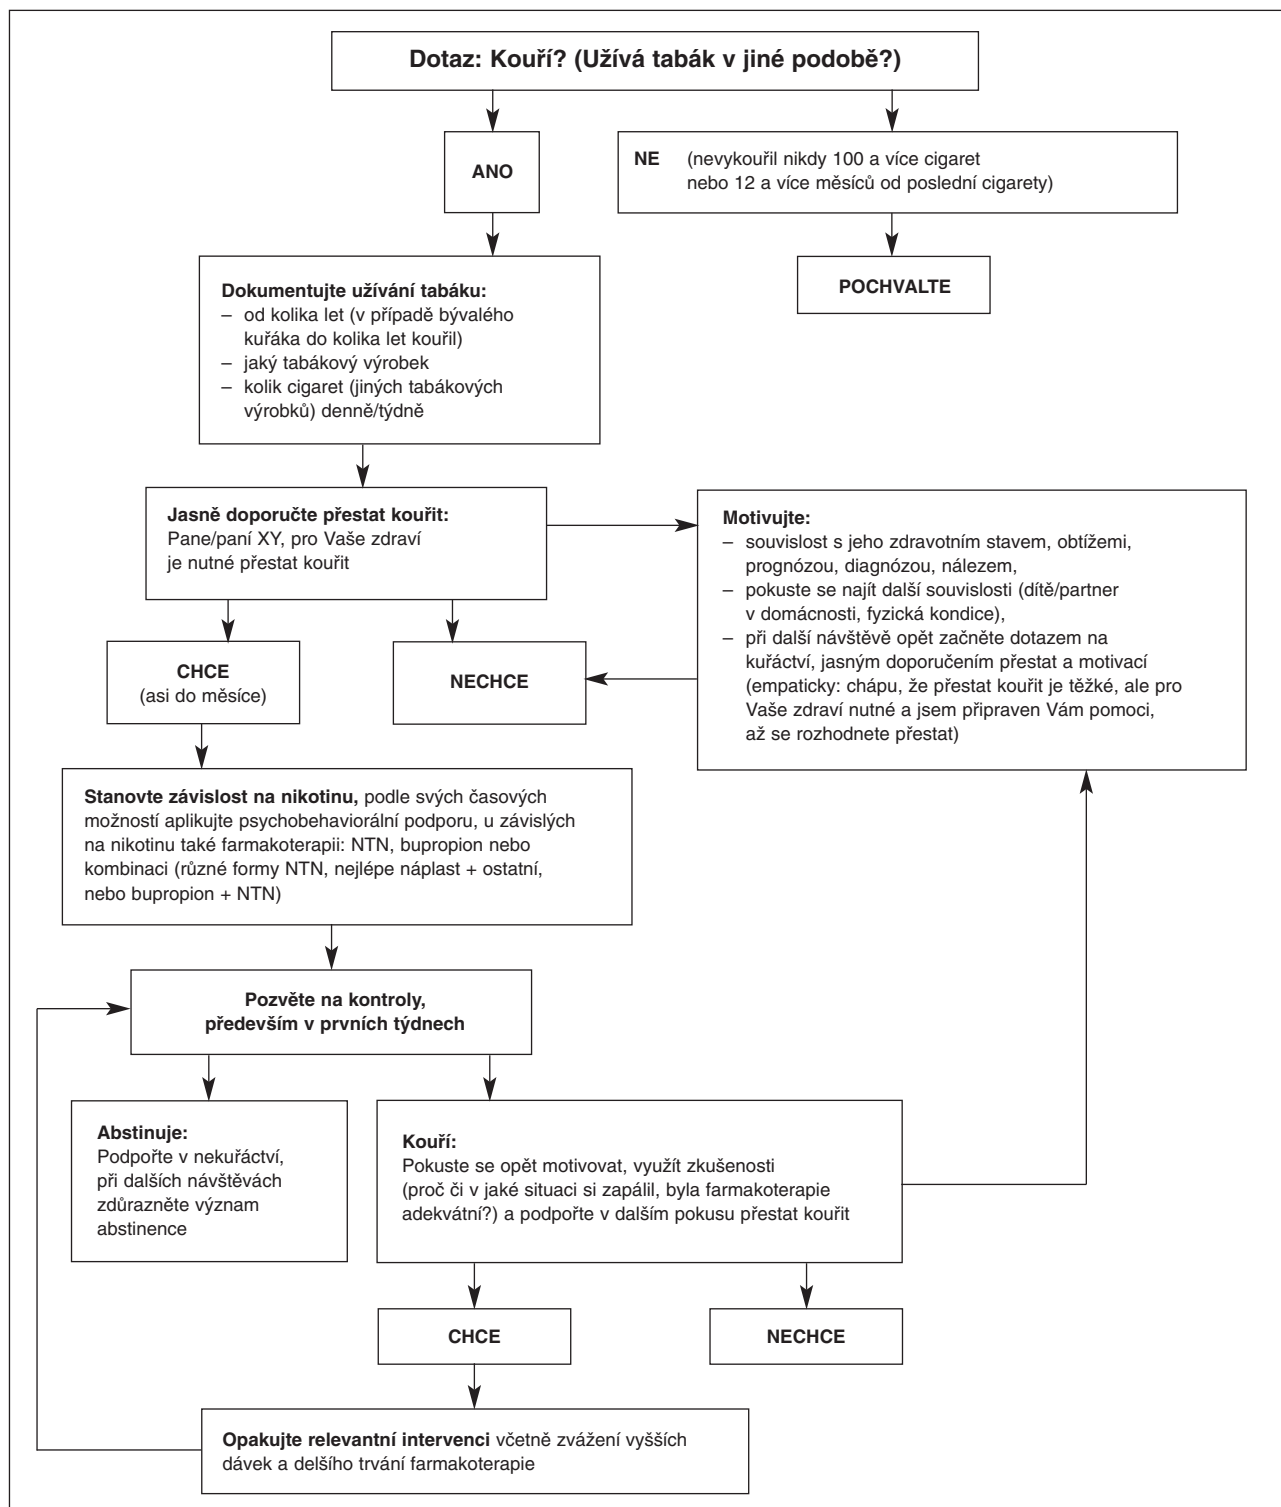 Dotaz: Kouří? (Užívá tabák v jiné podobě?)
ANO
NE (nevykouřil nikdy 100 a více cigaret
nebo 12 a více měsíců od poslední cigarety)
POCHVALTE
Dokumentujte užívání tabáku:
– od kolika let (v případě bývalého
kuřáka do kolika let kouřil)
– jaký tabákový výrobek
– kolik cigaret (jiných tabákových
výrobků) denně/týdně
Jasně doporučte přestat kouřit:
Pane/paní XY, pro Vaše zdraví
je nutné přestat kouřit
Motivujte:
– souvislost s jeho zdravotním stavem, obtížemi,
prognózou, diagnózou, nálezem,
– pokuste se najít další souvislosti (dítě/partner
v domácnosti, fyzická kondice),
– při další návštěvě opět začněte dotazem na
kuřáctví, jasným doporučením přestat a motivací
(empaticky: chápu, že přestat kouřit je těžké, ale pro
Vaše zdraví nutné a jsem připraven Vám pomoci,
až se rozhodnete přestat)
CHCE
(asi do měsíce)
NECHCE
Stanovte závislost na nikotinu, podle svých časových
možností aplikujte psychobehaviorální podporu, u závislých
na nikotinu také farmakoterapii: NTN, bupropion nebo
kombinaci (různé formy NTN, nejlépe náplast + ostatní,
nebo bupropion + NTN)
Pozvěte na kontroly,
především v prvních týdnech
Abstinuje:
Podpořte v nekuřáctví,
při dalších návštěvách
zdůrazněte význam
abstinence
Kouří:
Pokuste se opět motivovat, využít zkušenosti
(proč či v jaké situaci si zapálil, byla farmakoterapie
adekvátní?) a podpořte v dalším pokusu přestat kouřit
CHCE
NECHCE
Opakujte relevantní intervenci včetně zvážení vyšších
dávek a delšího trvání farmakoterapie